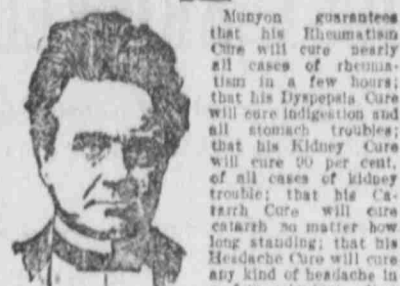 Munyon guarantees
that his Rheumatism
Cure will cure nearly
all cases of rheuma-
tism in a few hours;
that his Dyspepsia Cure
will cure indigestion and
all stomach troubles;
that his Kidney Cure
will cure 90 per cent.
of all cases of kidney
trouble; that his Ca-
tarrh Cure will cure
catarrh no matter how
long standing; that his
Headache Cure will cure
any kind of headache in